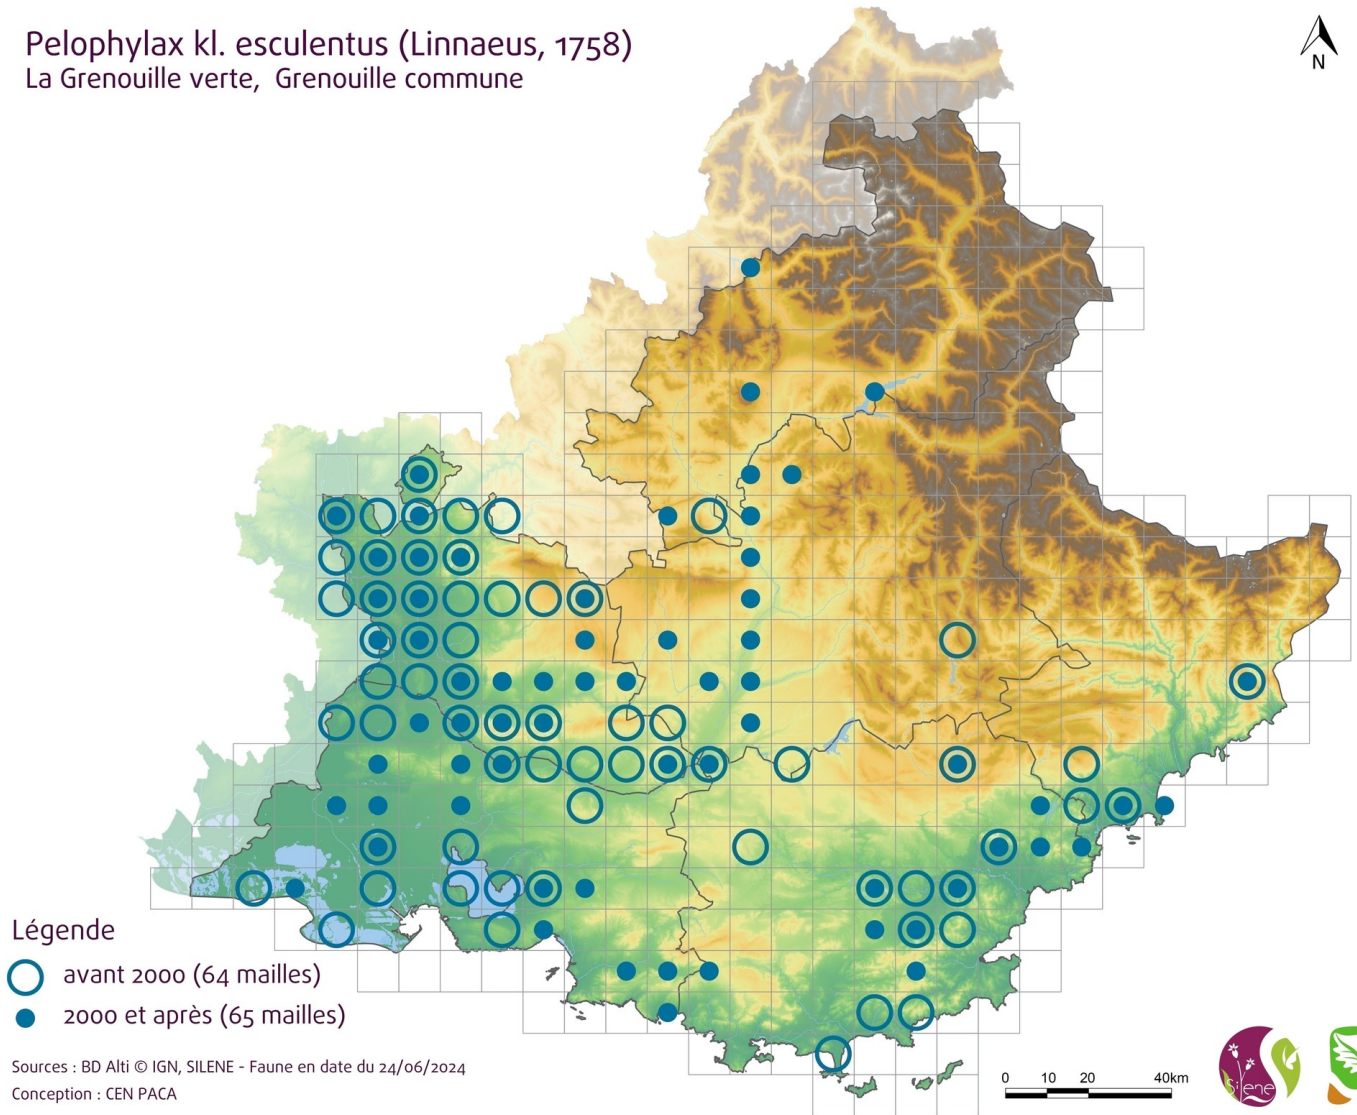 Pelophylax kl. esculentus (Linnaeus, 1758)
La Grenouille verte, Grenouille commune
N
Légende
avant 2000 (64 mailles)
2000 et après (65 mailles)
Sources : BD Alti © IGN, SILENE - Faune en date du 24/06/2024
Conception : CEN PACA
0 10 20 40km
Silene